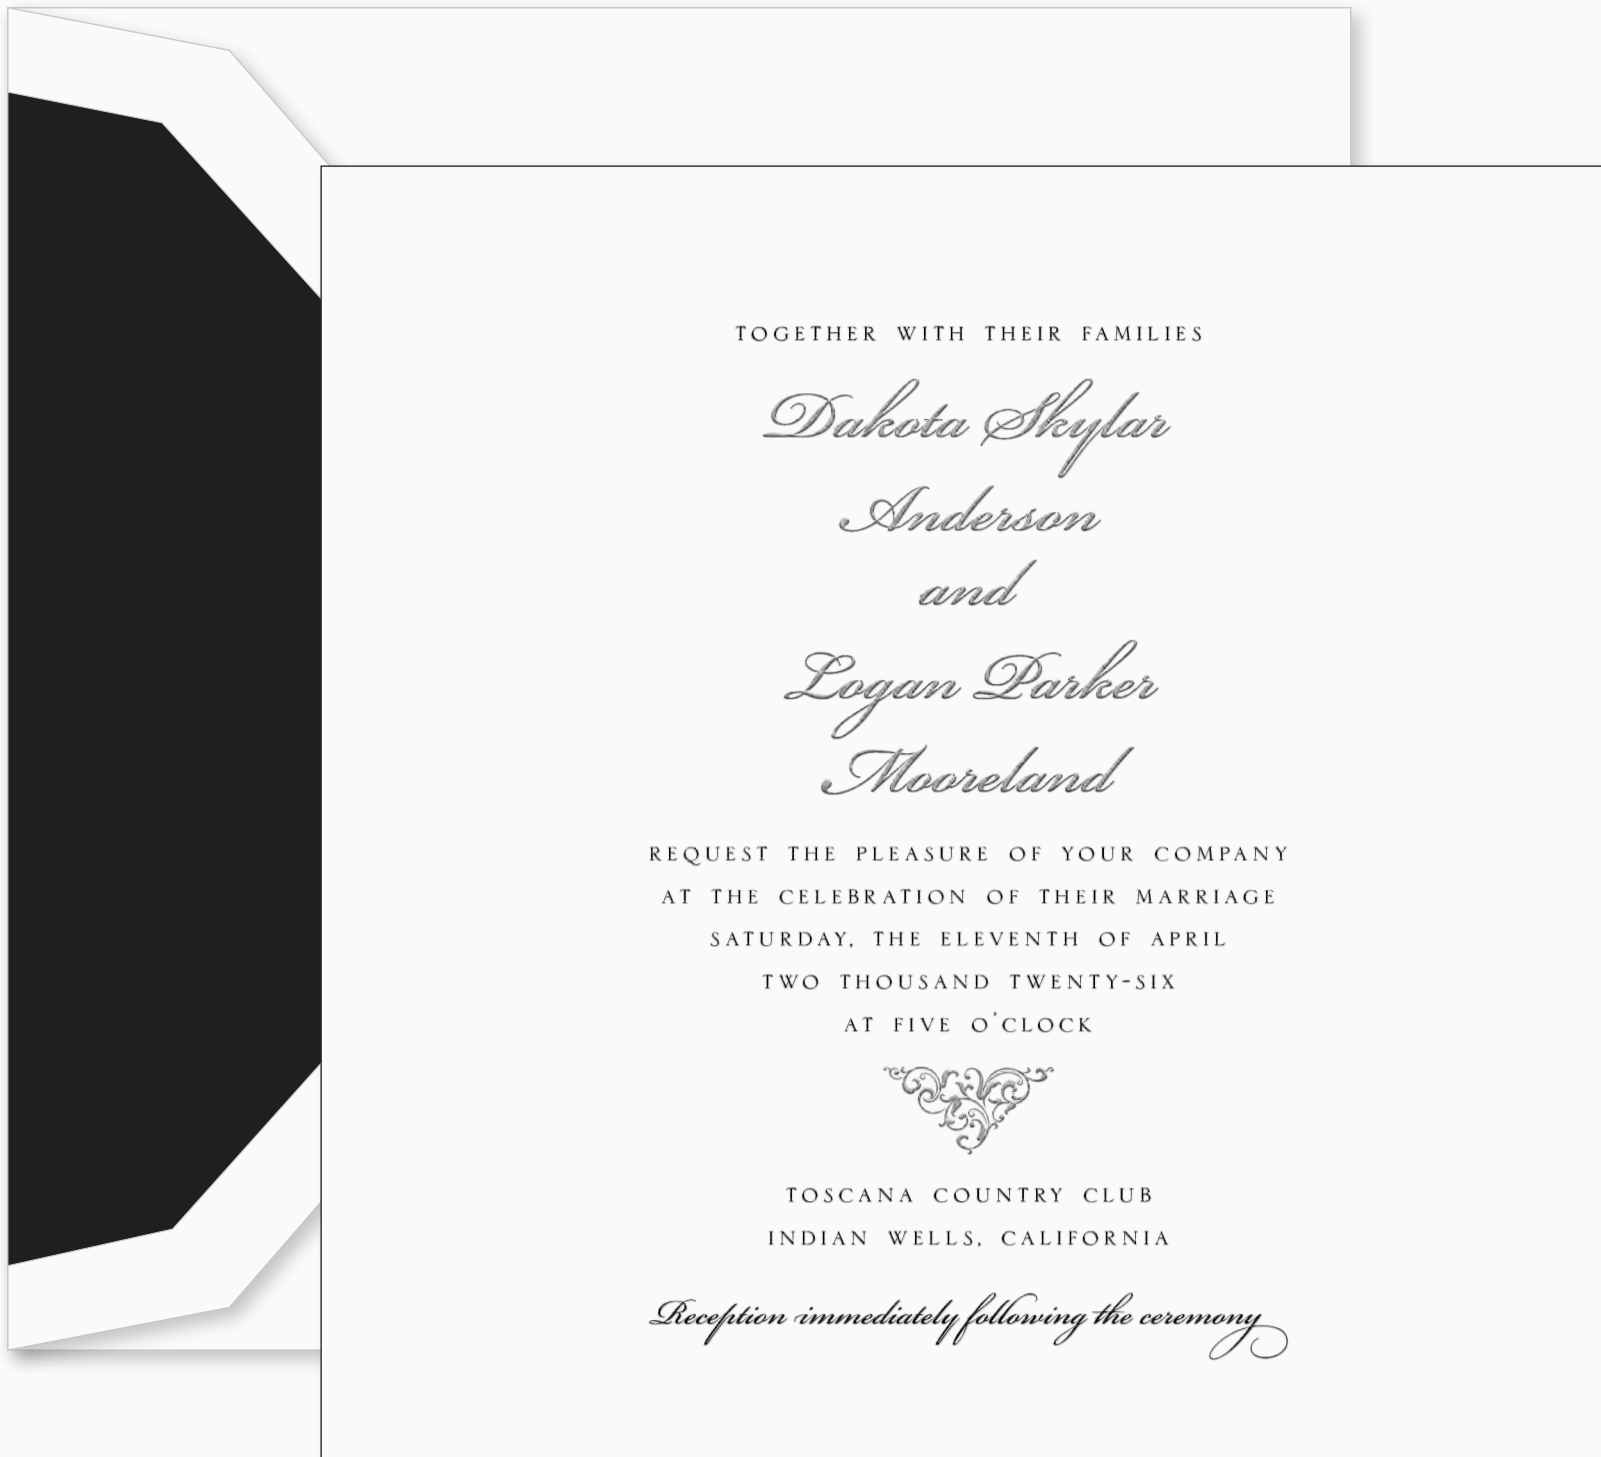 TOGETHER WITH THEIR FAMILIES
Dakota Skylar
Anderson
and
Logan Parker
Mooreland
REQUEST THE PLEASURE OF YOUR COMPANY
AT THE CELEBRATION OF THEIR MARRIAGE
SATURDAY, THE ELEVENTH OF APRIL
TWO THOUSAND TWENTY-SIX
AT FIVE O'CLOCK
TOSCANA COUNTRY CLUB
INDIAN WELLS, CALIFORNIA
Reception immediately following the ceremony